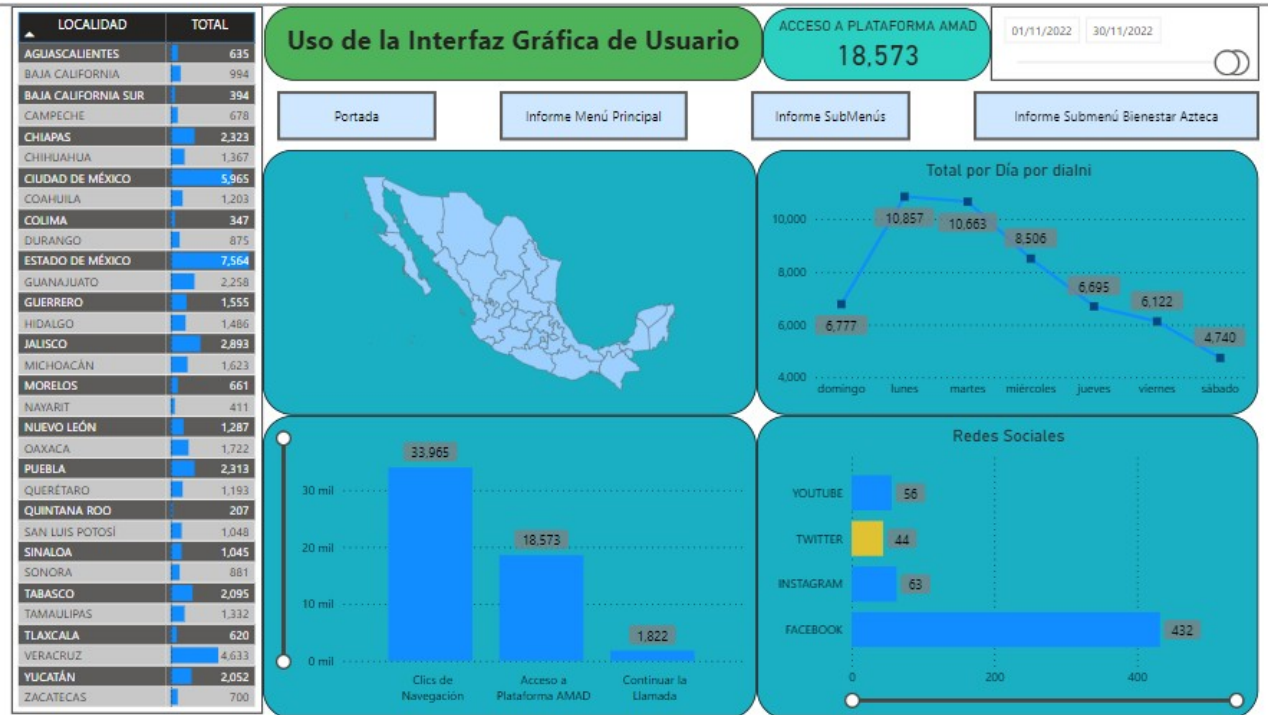 LOCALIDAD TOTAL
AGUASCALIENTES 635
BAJA CALIFORNIA 994
BAJA CALIFORNIA SUR 394
CAMPECHE 678
CHIAPAS 2,323
CHIHUAHUA 1,367
CIUDAD DE MÉXICO 5,965
COAHUILA 1,203
COLIMA 347
DURANGO 875
ESTADO DE MÉXICO 7,564
GUANAJUATO 2,258
GUERRERO 1,555
HIDALGO 1,486
JALISCO 2,893
MICHOACÁN 1,623
MORELOS 661
NAYARIT 411
NUEVO LEÓN 1,287
OAXACA 1,722
PUEBLA 2,313
QUERÉTARO 1,193
QUINTANA ROO 207
SAN LUIS POTOSÍ 1,048
SINALOA 1,045
SONORA 881
TABASCO 2,095
TAMAULIPAS 1,332
TLAXCALA 620
VERACRUZ 4,633
YUCATÁN 2,052
ZACATECAS 700
Uso de la Interfaz Gráfica de Usuario
ACCESO A PLATAFORMA AMAD
18,573
01/11/2022 30/11/2022
Portada
Informe Menú Principal
Informe SubMenús
Informe Submenú Bienestar Azteca
Total por Día por diaIni
10,000
8,000
6,000
4,000
6,777
10,857
10,663
8,506
6,695
6,122
4,740
domingo lunes martes miércoles jueves viernes sábado
33,965
18,573
1,822
30 mil
20 mil
10 mil
0 mil
Clics de
Navegación
Acceso a
Plataforma AMAD
Continuar la
Llamada
Redes Sociales
YOUTUBE 56
TWITTER 44
INSTAGRAM 63
FACEBOOK 432
0 200 400